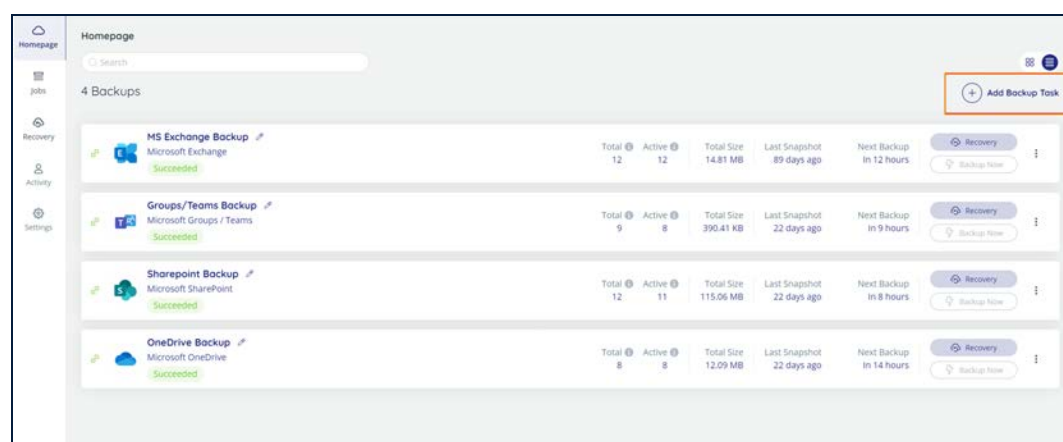 Homepage
Homepage
Search
Jobs
4 Backups
Add Backup Task
Recovery
Activity
Settings
MS Exchange Backup
Microsoft Exchange
Succeeded
Total Active Total Size Last Snapshot Next Backup
12 12 14.81 MB 89 days ago In 12 hours
Recovery
Backup Now
Groups/Teams Backup
Microsoft Groups / Teams
Succeeded
Total Active Total Size Last Snapshot Next Backup
9 8 390.41 KB 22 days ago In 9 hours
Recovery
Backup Now
Sharepoint Backup
Microsoft SharePoint
Succeeded
Total Active Total Size Last Snapshot Next Backup
12 11 115.06 MB 22 days ago In 8 hours
Recovery
Backup Now
OneDrive Backup
Microsoft OneDrive
Succeeded
Total Active Total Size Last Snapshot Next Backup
8 8 12.09 MB 22 days ago In 14 hours
Recovery
Backup Now